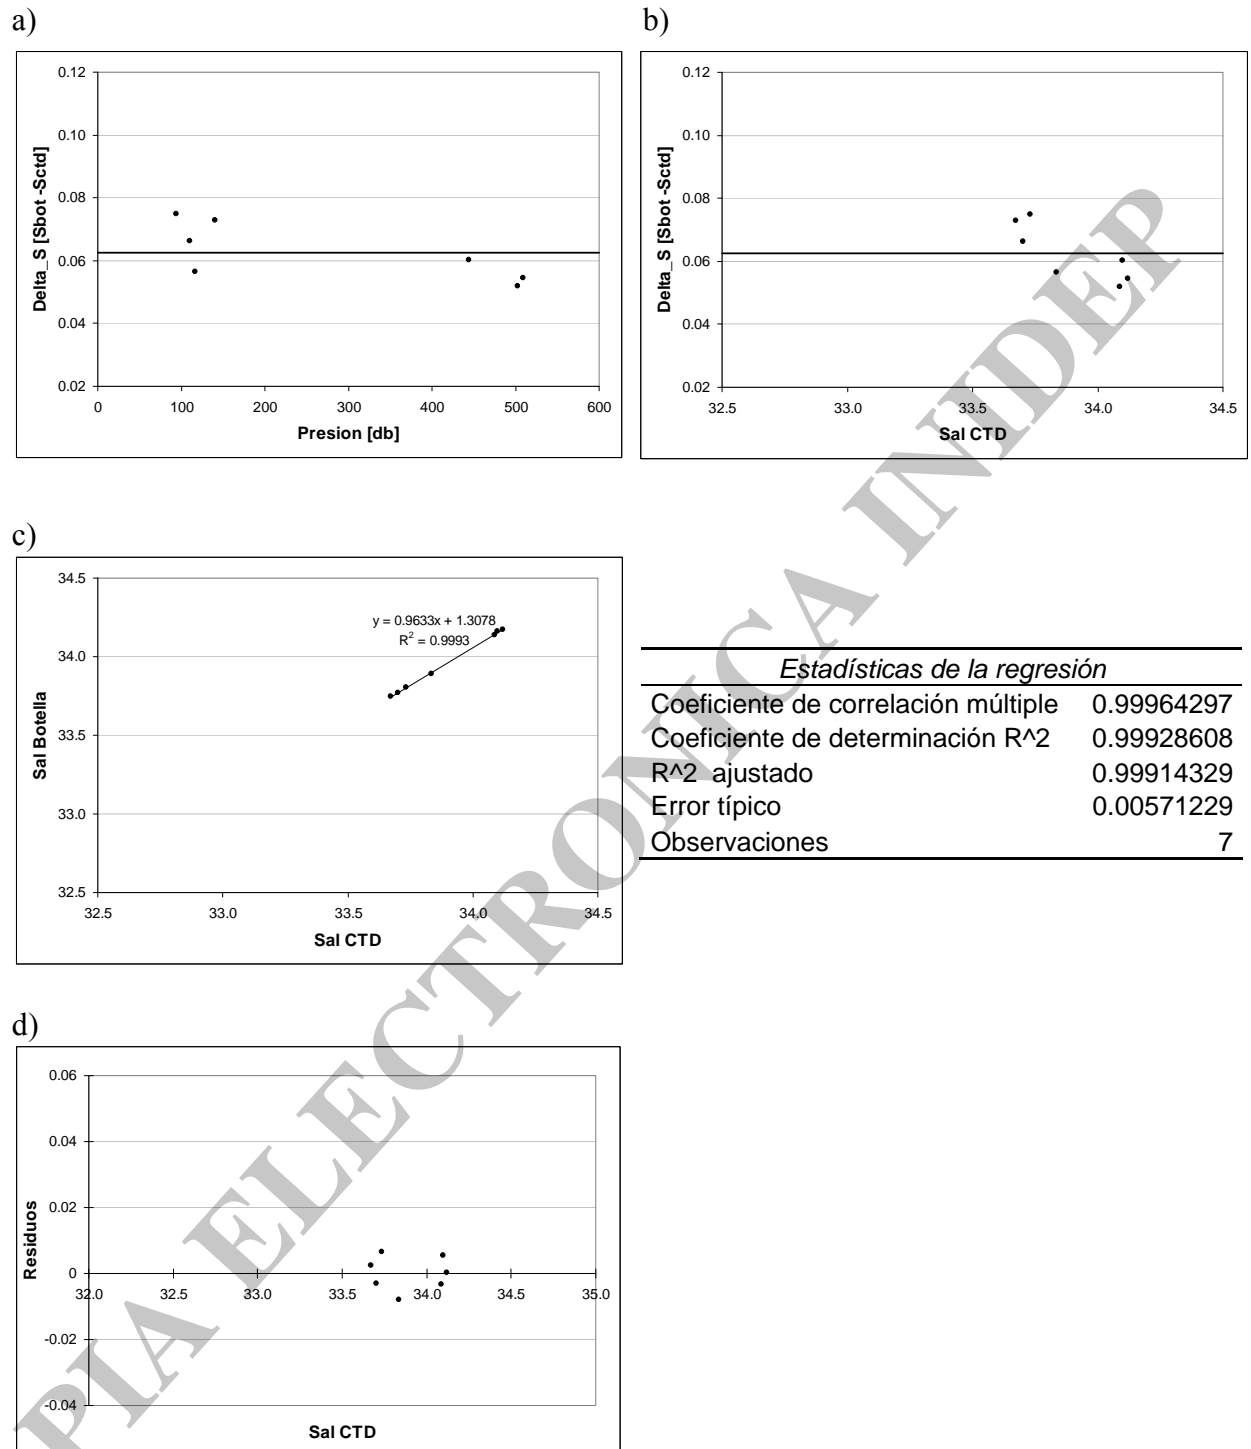 a)
b)
0.12
0.10
0.08
0.06
0.04
0.02
0
100
200
300
400
500
600
Delta_S [Sbot -Sctd]
Presion [db]
0.12
0.10
0.08
0.06
0.04
0.02
32.5
33.0
33.5
34.0
34.5
Delta_S [Sbot -Sctd]
Sal CTD
c)
34.5
34.0
33.5
33.0
32.5
32.5
33.0
33.5
34.0
34.5
y = 0.9633x + 1.3078
R² = 0.9993
Sal Botella
Sal CTD
Estadísticas de la regresión
Coeficiente de correlación múltiple 0.99964297
Coeficiente de determinación R^2 0.99928608
R^2 ajustado 0.99914329
Error típico 0.00571229
Observaciones 7
d)
0.06
0.04
0.02
0
-0.02
-0.04
32.0
32.5
33.0
33.5
34.0
34.5
35.0
Residuos
Sal CTD
PIA ELECTRONICA INIDEP